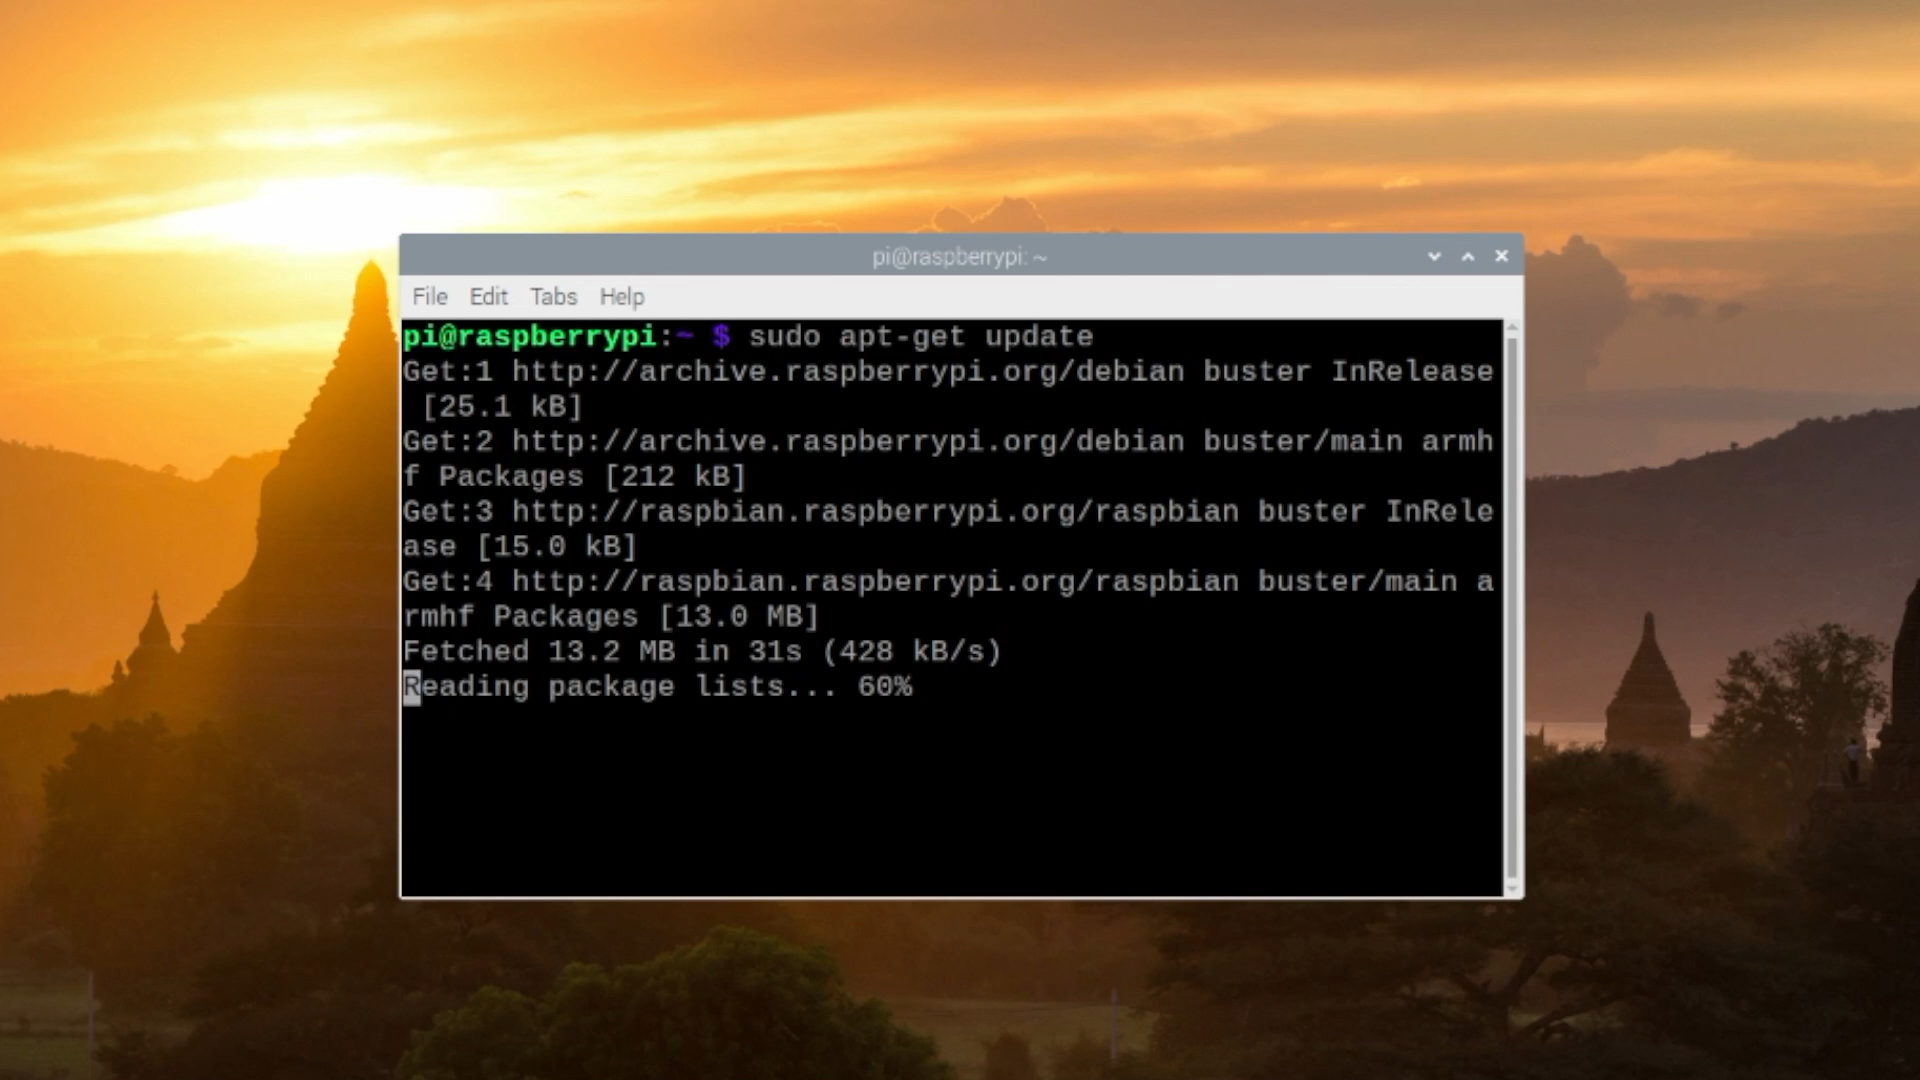 pi@raspberrypi: ~
File Edit Tabs Help
pi@raspberrypi:~ $ sudo apt-get update
Get:1 http://archive.raspberrypi.org/debian buster InRelease
[25.1 kB]
Get:2 http://archive.raspberrypi.org/debian buster/main armh
f Packages [212 kB]
Get:3 http://raspbian.raspberrypi.org/raspbian buster InRele
ase [15.0 kB]
Get:4 http://raspbian.raspberrypi.org/raspbian buster/main a
rmhf Packages [13.0 MB]
Fetched 13.2 MB in 31s (428 kB/s)
Reading package lists... 60%